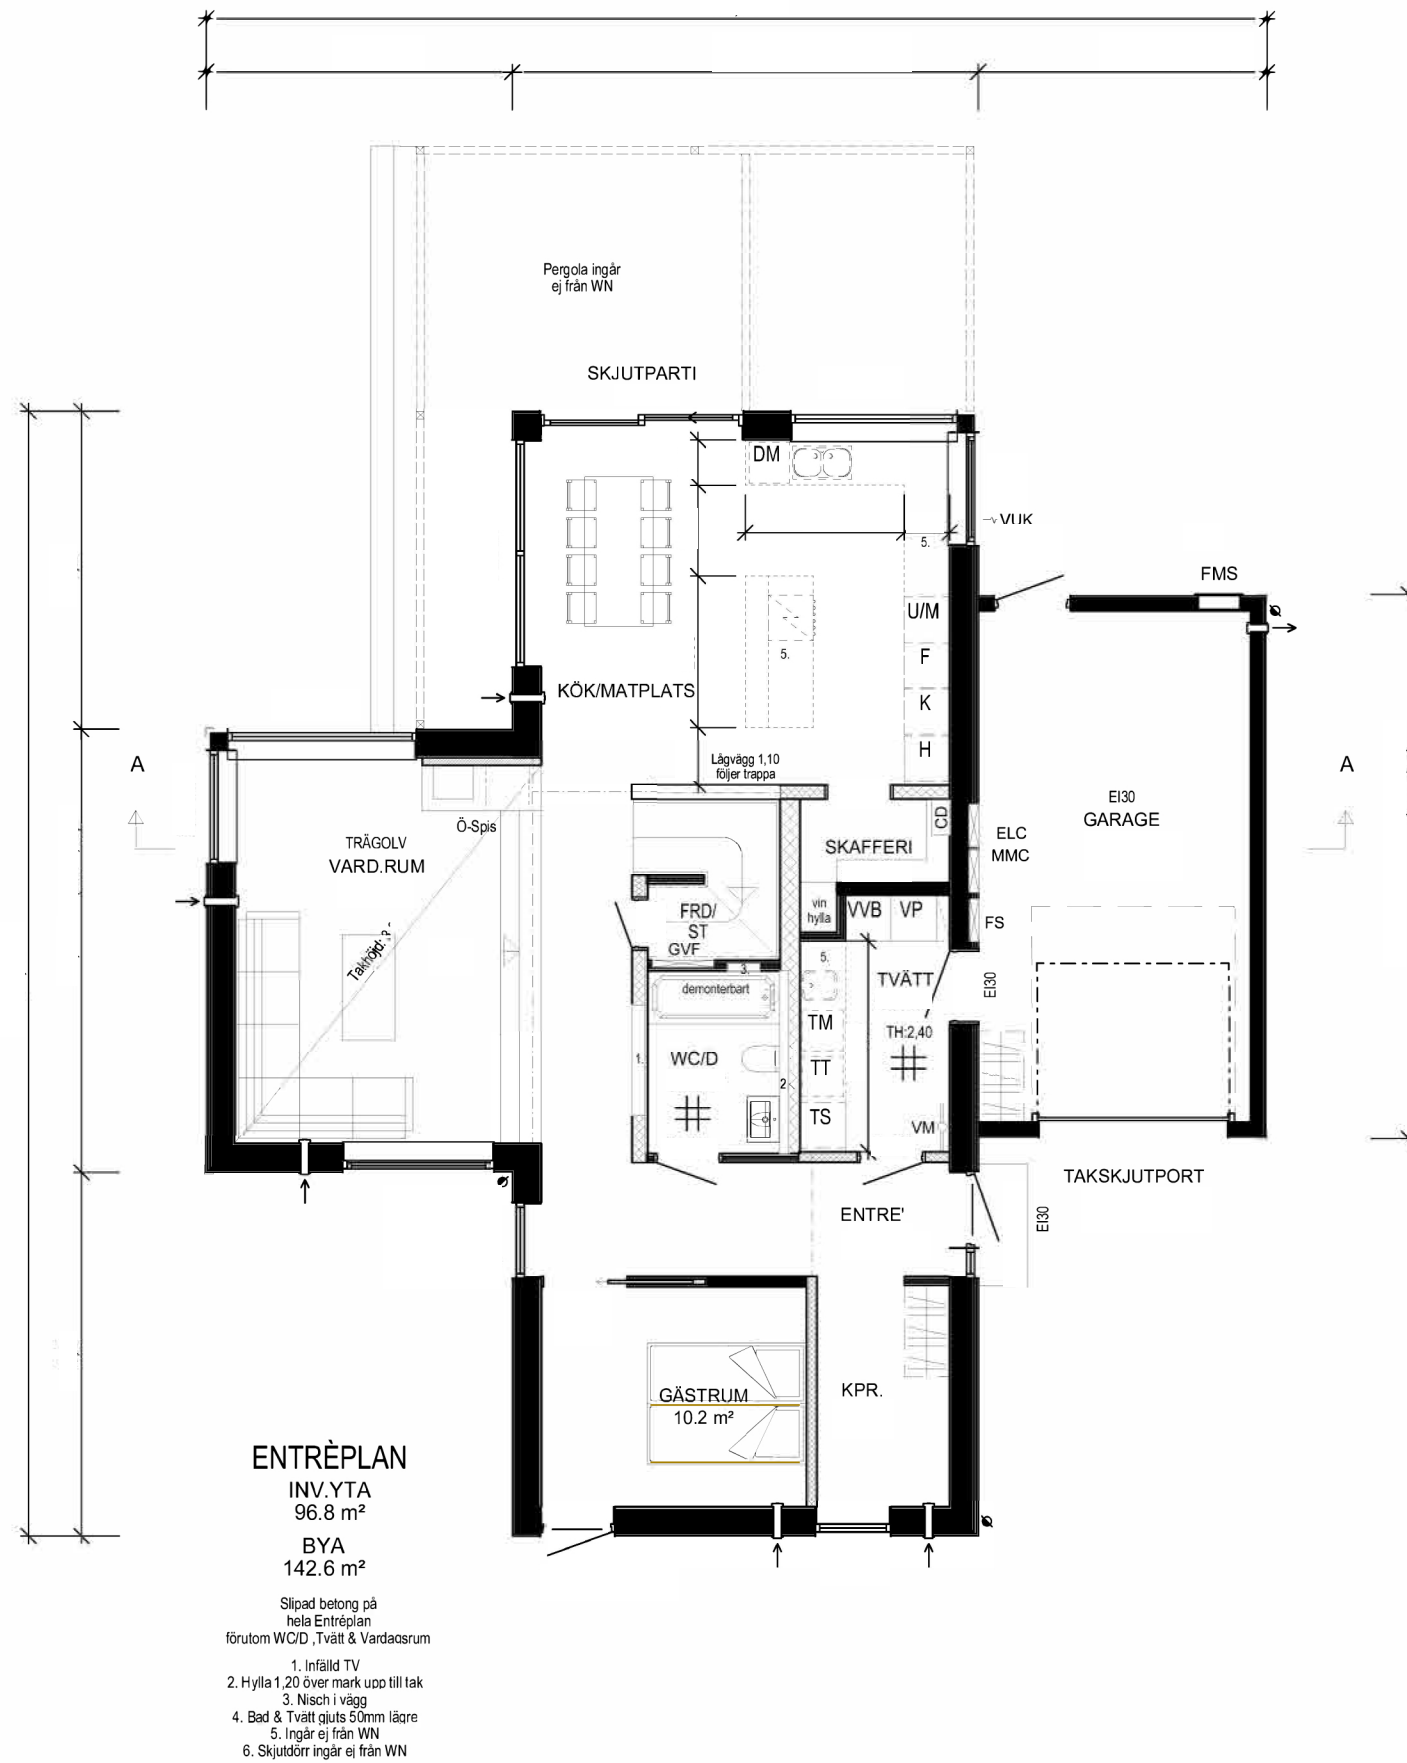 Pergola ingår
ej från WN
SKJUTPARTI
DM
VUK
5.
FMS
U/M
F
5.
K
KÖK/MATPLATS
H
Lågvägg 1,10
följer trappa
A
A
EI30
GARAGE
CD
Ö-Spis
ELC
MMC
TRÄGOLV
VARD.RUM
SKAFFERI
vin
hylla
VVB
VP
FRD/
ST
GVF
FS
Takhöjd:
3.
5.
demonterbart
TVÄTT
EI30
TM
TH:2,40
1.
WC/D
TT
2
TS
VM
TAKSKJUTPORT
ENTRE'
EI30
GÄSTRUM
10.2 m²
KPR.
ENTRÈPLAN
INV.YTA
96.8 m²
BYA
142.6 m²
Slipad betong på
hela Entréplan
förutom WC/D ,Tvätt & Vardagsrum
1. Infälld TV
2. Hylla 1,20 över mark upp till tak
3. Nisch i vägg
4. Bad & Tvätt gjuts 50mm lägre
5. Ingår ej från WN
6. Skjutdörr ingår ej från WN